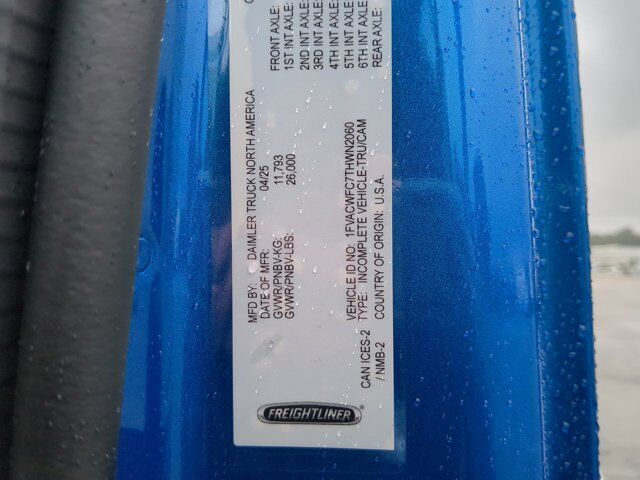 MFD BY: DAIMLER TRUCK NORTH AMERICA
DATE OF MFR: 04/25
GVWR/PNBV-KG: 11,793
GVWR/PNBV-LBS: 26,000
FRONT AXLE:
1ST INT AXLE:
2ND INT AXLE:
3RD INT AXLE:
4TH INT AXLE:
5TH INT AXLE:
6TH INT AXLE:
REAR AXLE:
VEHICLE ID NO: 1FVACWFC7THWN2060
TYPE: INCOMPLETE VEHICLE-TRU/CAM
COUNTRY OF ORIGIN: U.S.A.
CAN ICES-2
/ NMB-2
FREIGHTLINER